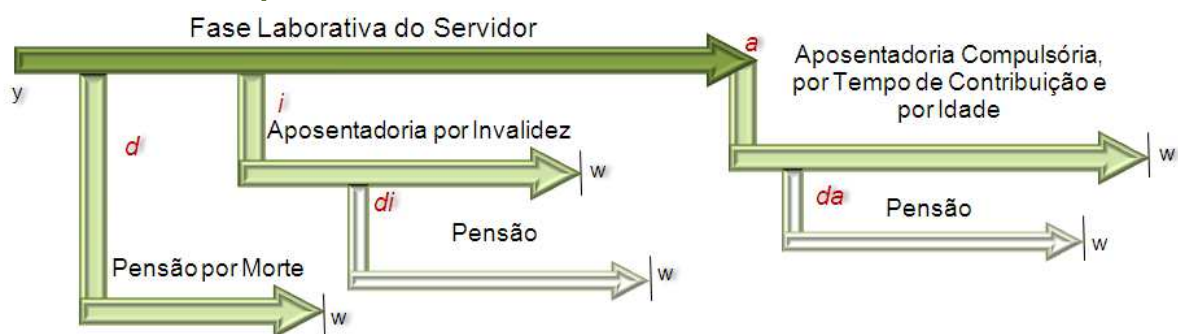 Fase Laborativa do Servidor
a
Aposentadoria Compulsória,
por Tempo de Contribuição e
por Idade
y
i
d
Aposentadoria por Invalidez
w
w
di
da
Pensão
Pensão
w
w
Pensão por Morte
w